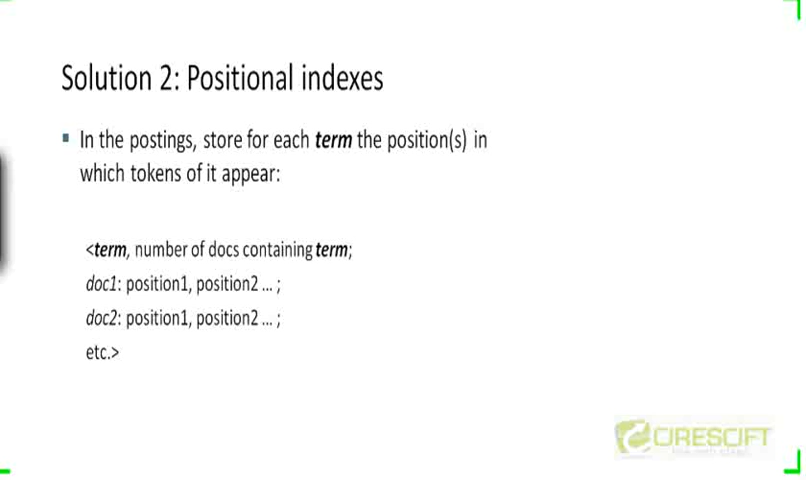 Solution 2: Positional indexes
In the postings, store for each term the position(s) in
which tokens of it appear:
<term, number of docs containing term;
doc1: position1, position2 ... ;
doc2: position1, position2 ... ;
etc.>
CIRESCIFT